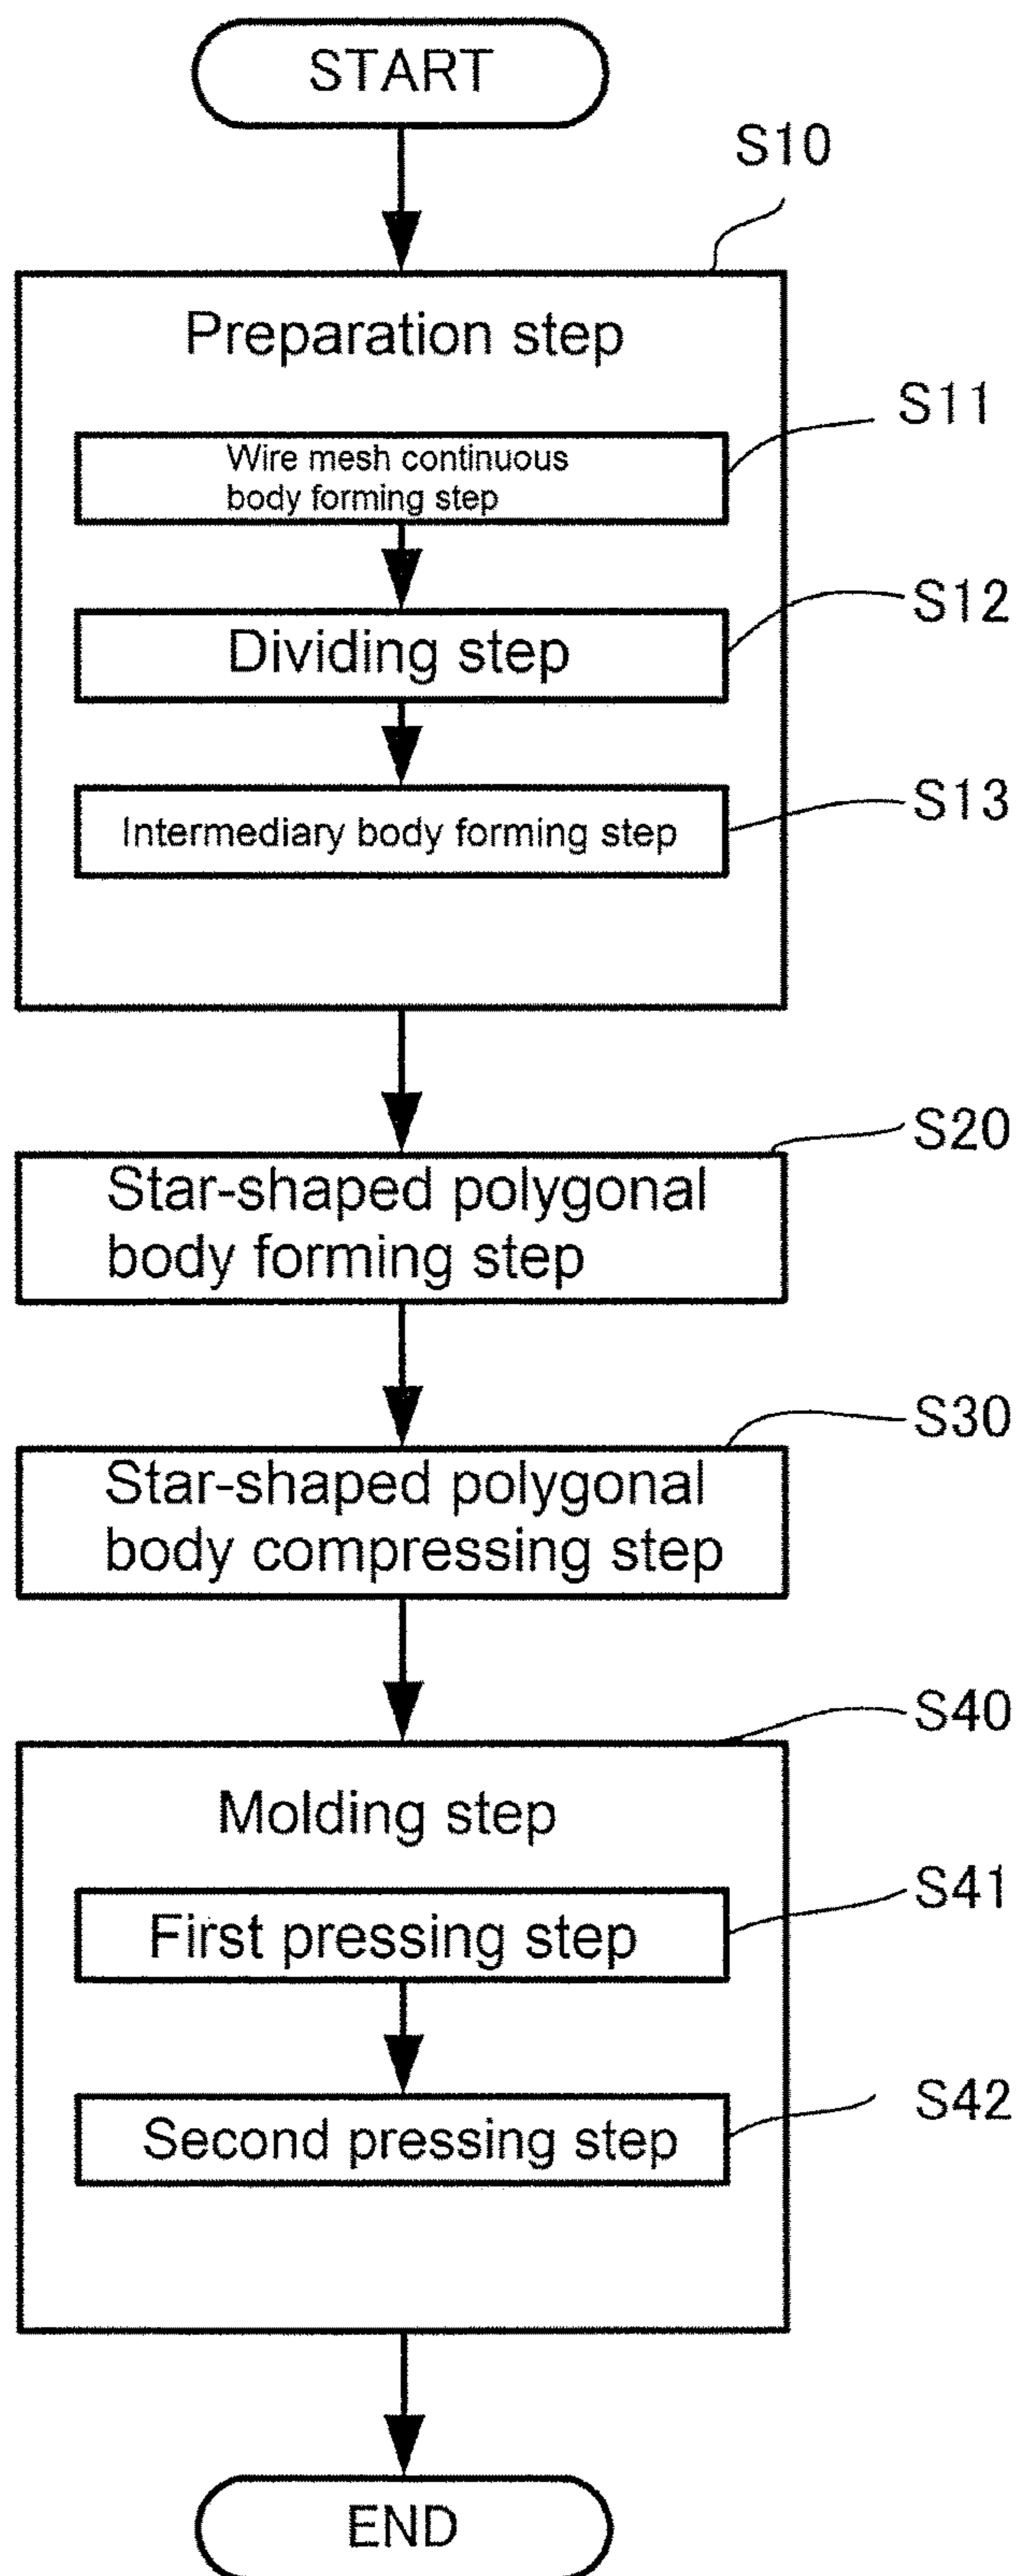 START
S10
Preparation step
S11
Wire mesh continuous
body forming step
S12
Dividing step
S13
Intermediary body forming step
S20
Star-shaped polygonal
body forming step
S30
Star-shaped polygonal
body compressing step
S40
Molding step
S41
First pressing step
S42
Second pressing step
END